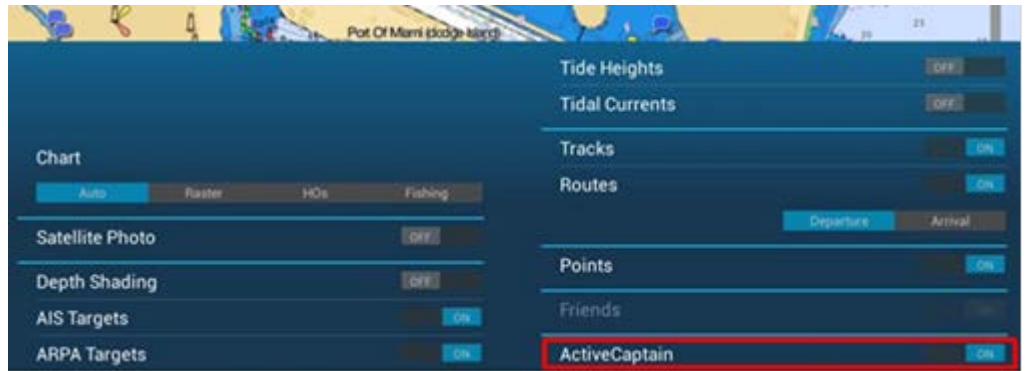 Port Of Miami (dodge Island)
21
20
Chart
Auto Raster HOs Fishing
Satellite Photo OFF
Depth Shading OFF
AIS Targets ON
ARPA Targets ON
Tide Heights OFF
Tidal Currents OFF
Tracks ON
Routes ON
Departure Arrival
Points ON
Friends
ActiveCaptain ON